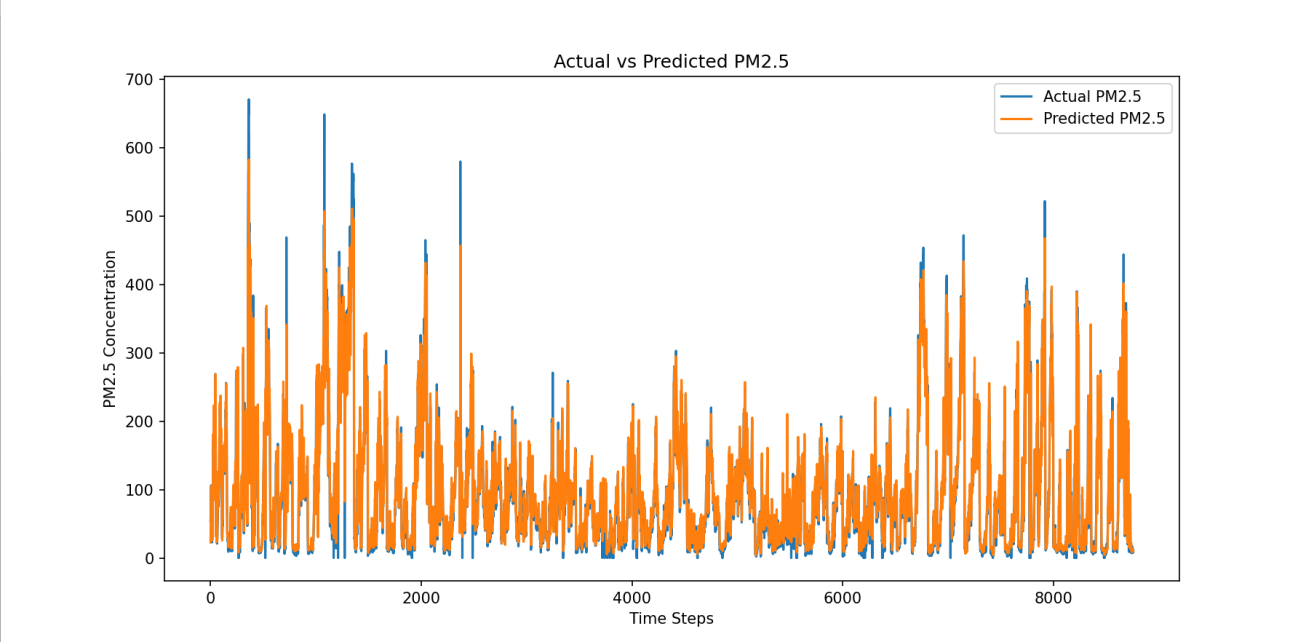 Actual vs Predicted PM2.5
Actual PM2.5
Predicted PM2.5
700
600
500
400
300
200
100
0
PM2.5 Concentration
0 2000 4000 6000 8000
Time Steps